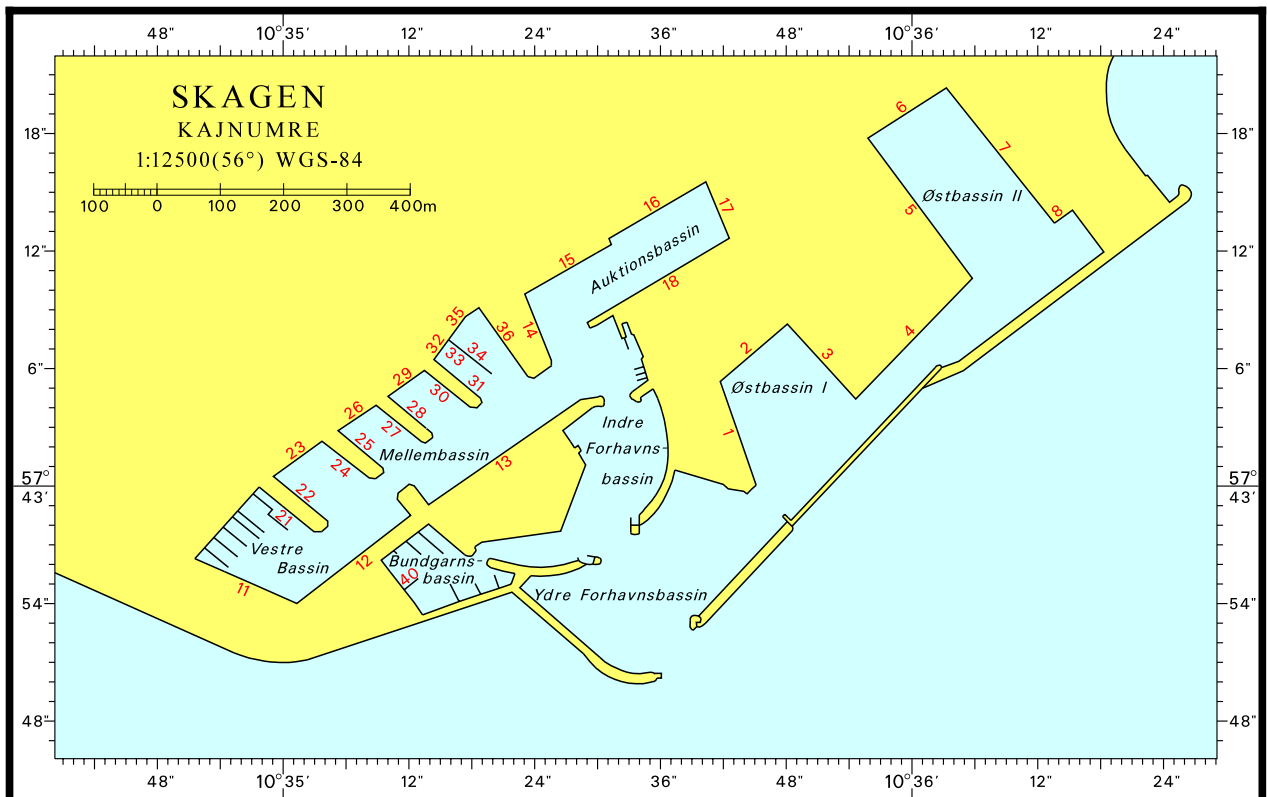 48" 10°35' 12" 24" 36" 48" 10°36' 12" 24"
SKAGEN
KAJNUMRE
1:12500(56°) WGS-84
100 0 100 200 300 400m
18" 18"
6
7
Østbassin II
5
8
16
17
12" 12"
15
Auktionsbassin
18
35
36
14
4
32
34
33
2
3
6" 6"
29
31
30
Østbassin I
26
28
27
Indre
Forhavns-
bassin
1
23
25
24
Mellembassin
13
57° 57°
43' 43'
22
21
Vestre
Bassin
12
Bundgarns-
bassin
40
11
Ydre Forhavnsbassin
54" 54"
48" 48"
48" 10°35' 12" 24" 36" 48" 10°36' 12" 24"